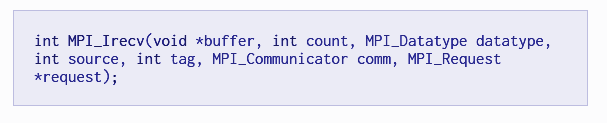 int MPI_Irecv(void *buffer, int count, MPI_Datatype datatype,
int source, int tag, MPI_Communicator comm, MPI_Request
*request);